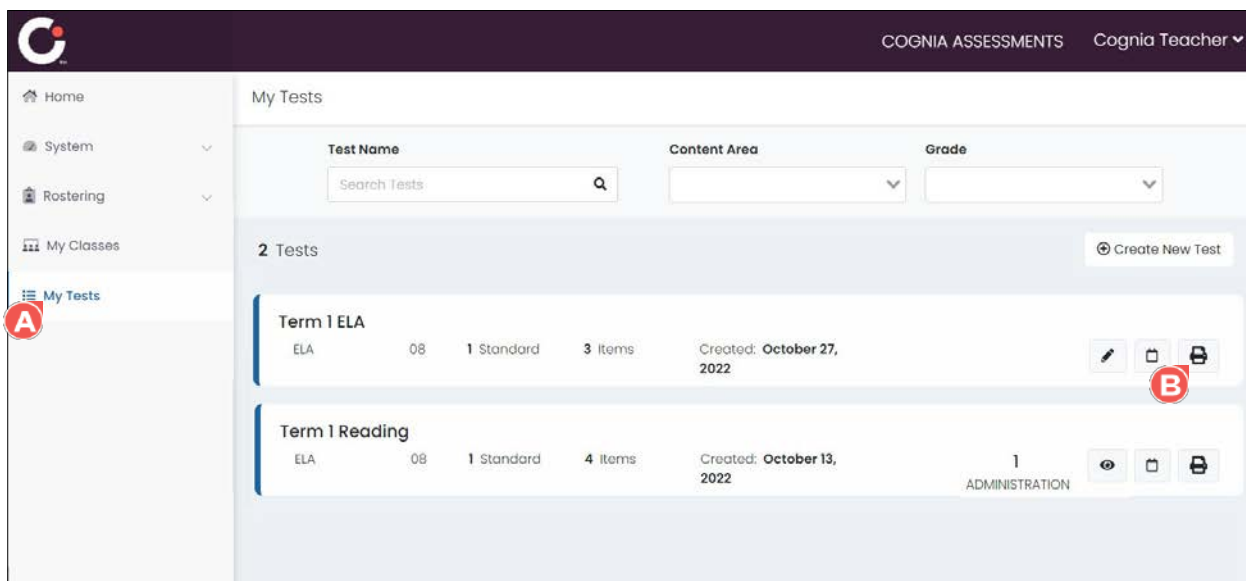 COGNIA ASSESSMENTS Cognia Teacher
Home
My Tests
System
Test Name Content Area Grade
Search Tests
Rostering
My Classes
2 Tests Create New Test
My Tests
A
Term 1 ELA
ELA 08 1 Standard 3 Items Created: October 27,
2022
B
Term 1 Reading
ELA 08 1 Standard 4 Items Created: October 13,
2022
1
ADMINISTRATION